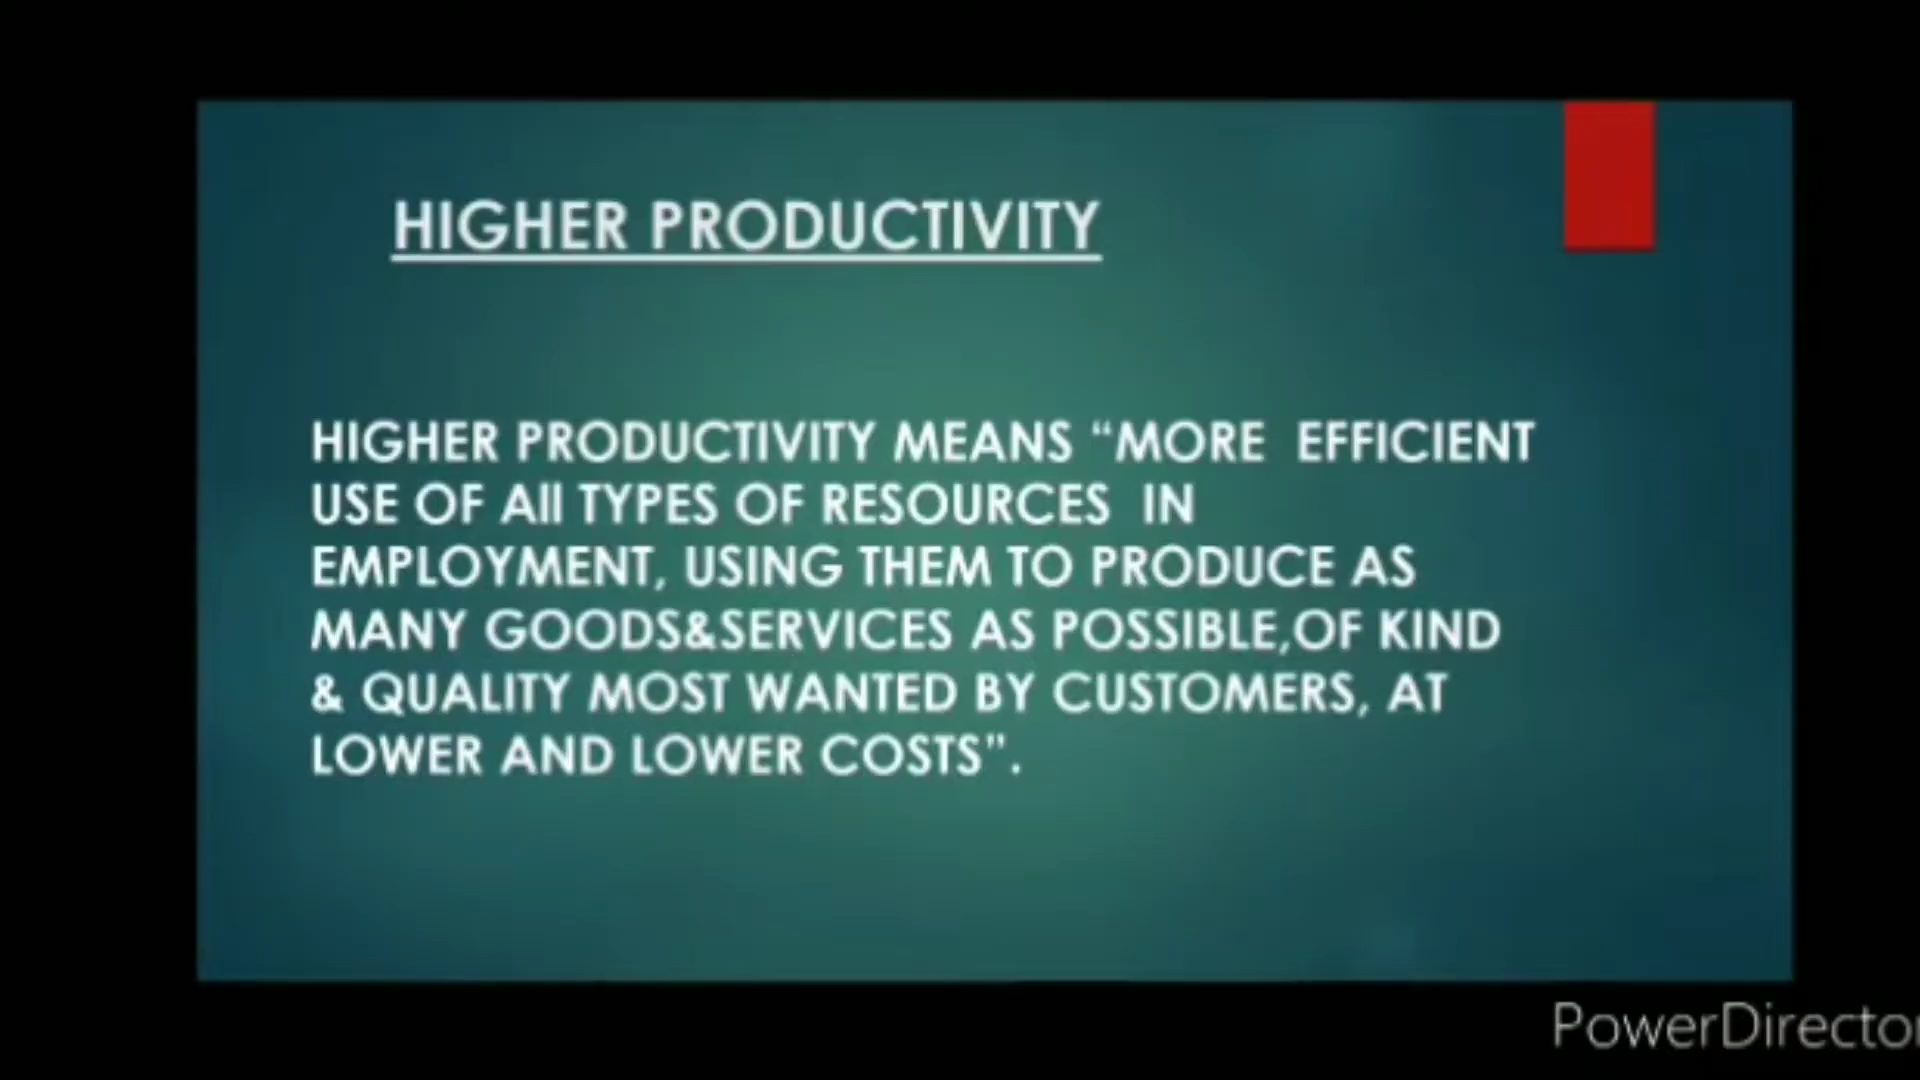 HIGHER PRODUCTIVITY
HIGHER PRODUCTIVITY MEANS “MORE EFFICIENT
USE OF All TYPES OF RESOURCES IN
EMPLOYMENT, USING THEM TO PRODUCE AS
MANY GOODS&SERVICES AS POSSIBLE,OF KIND
& QUALITY MOST WANTED BY CUSTOMERS, AT
LOWER AND LOWER COSTS”.
PowerDirector